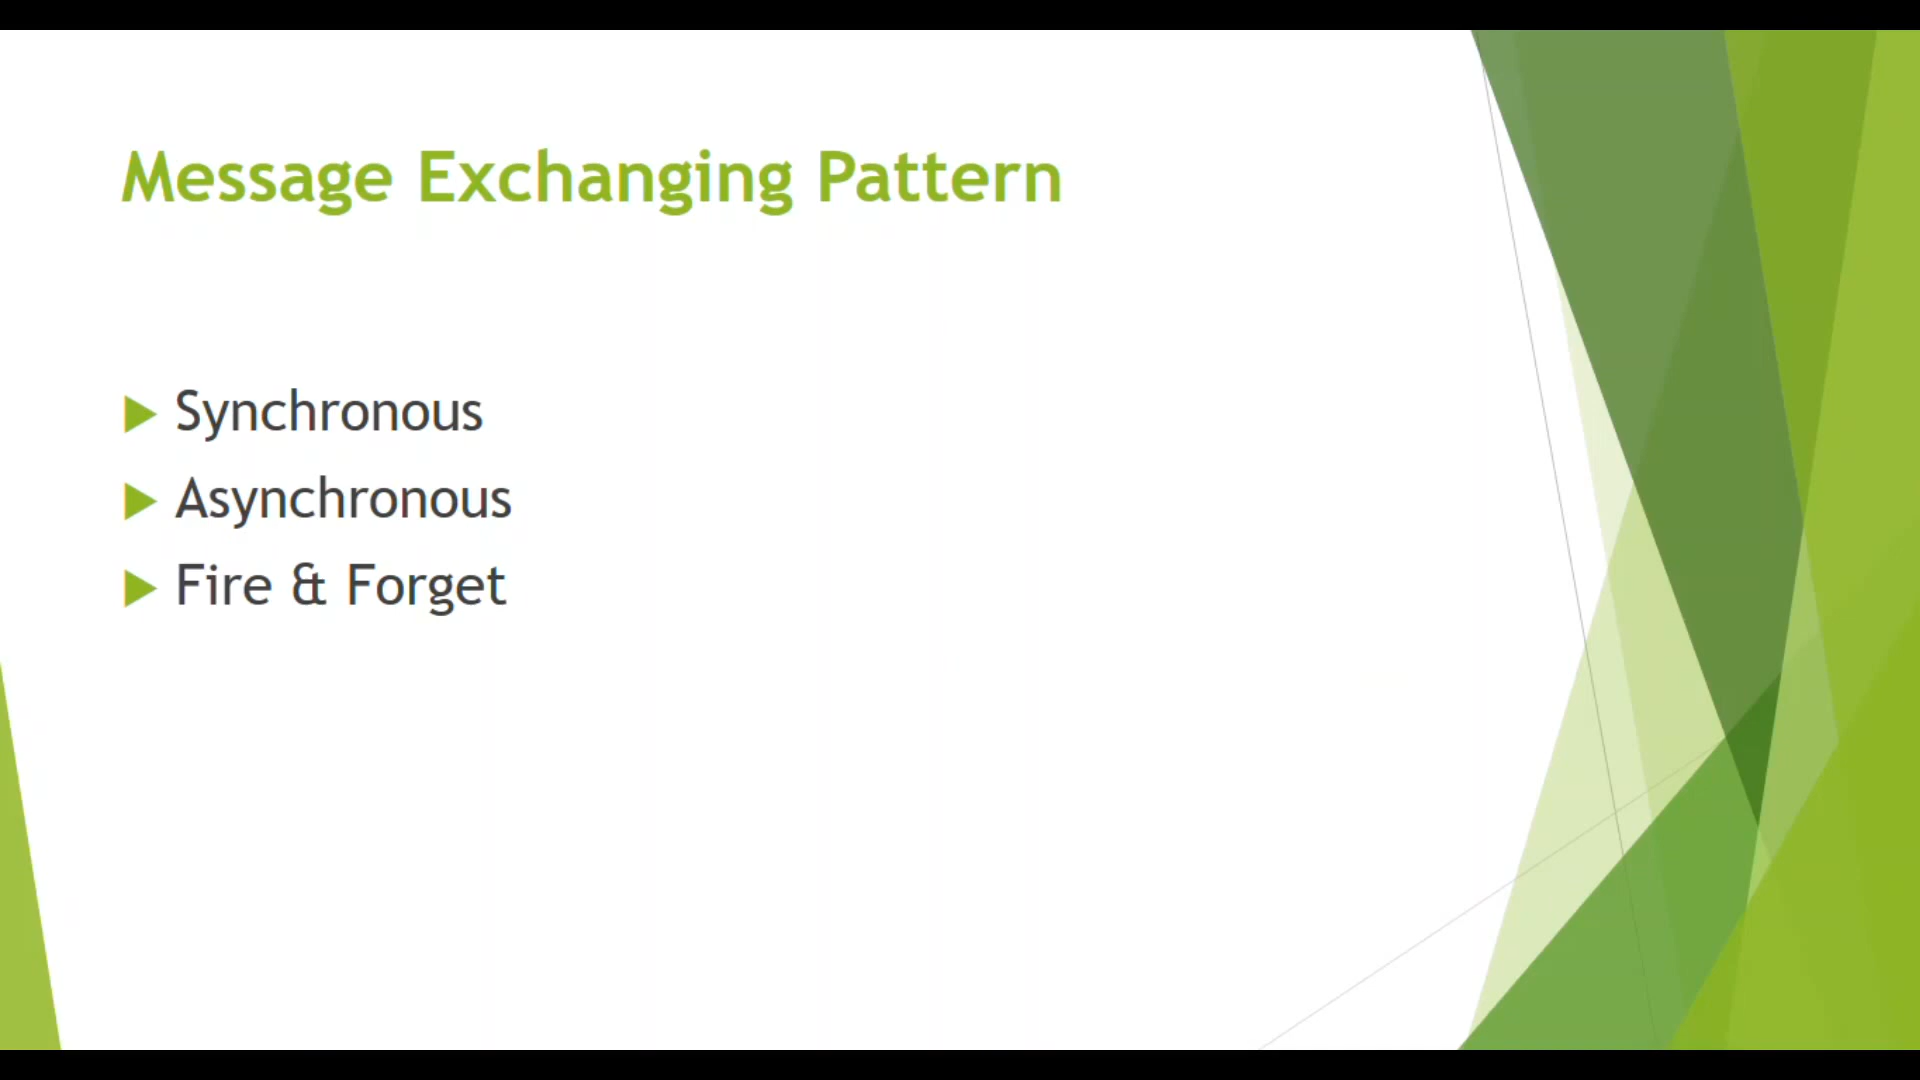 Message Exchanging Pattern
Synchronous
Asynchronous
Fire & Forget